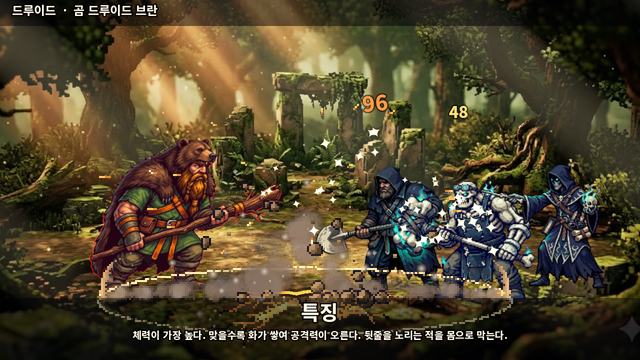 드루이드 · 곰 드루이드 브란
96
48
특징
체력이 가장 높다. 맞을수록 화가 쌓여 공격력이 오른다. 뒷줄을 노리는 적을 몸으로 막는다.